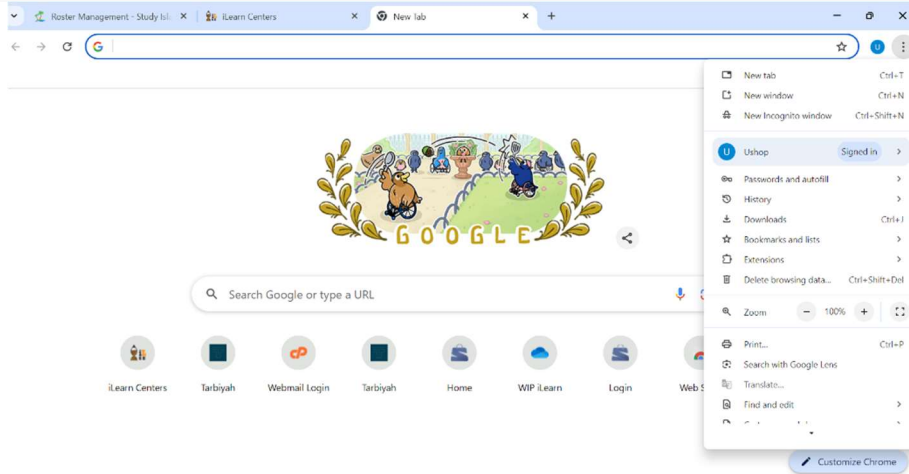 Roster Management - Study Isl
iLearn Centers
New Tab
G
U
New tab Ctrl+T
New window Ctrl+N
New Incognito window Ctrl+Shift+N
U Ushop Signed in
Passwords and autofill
History
Downloads Ctrl+J
Bookmarks and lists
Extensions
Delete browsing data... Ctrl+Shift+Del
Zoom 100%
Print... Ctrl+P
Search with Google Lens
Translate...
Find and edit
GOOGLE
Search Google or type a URL
iLearn Centers
Tarbiyah
Webmail Login
Tarbiyah
Home
WIP iLearn
Login
Web S
Customize Chrome